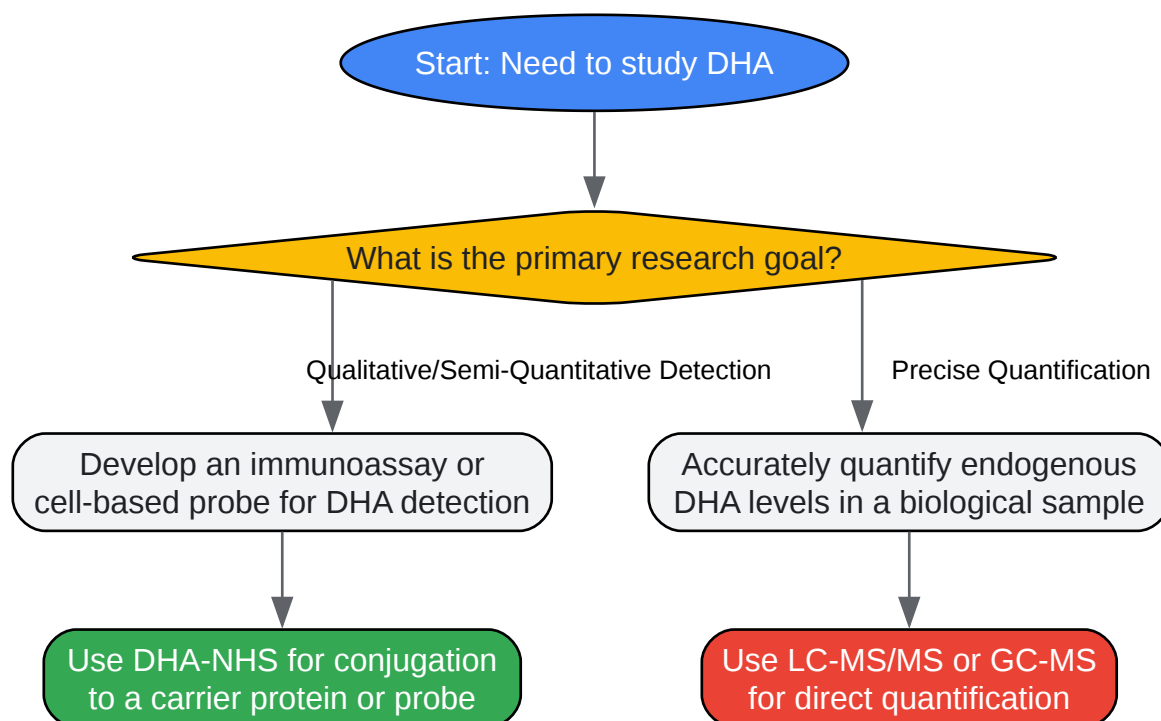 Start: Need to study DHA
What is the primary research goal?
Qualitative/Semi-Quantitative Detection
Precise Quantification
Develop an immunoassay or
cell-based probe for DHA detection
Accurately quantify endogenous
DHA levels in a biological sample
Use DHA-NHS for conjugation
to a carrier protein or probe
Use LC-MS/MS or GC-MS
for direct quantification